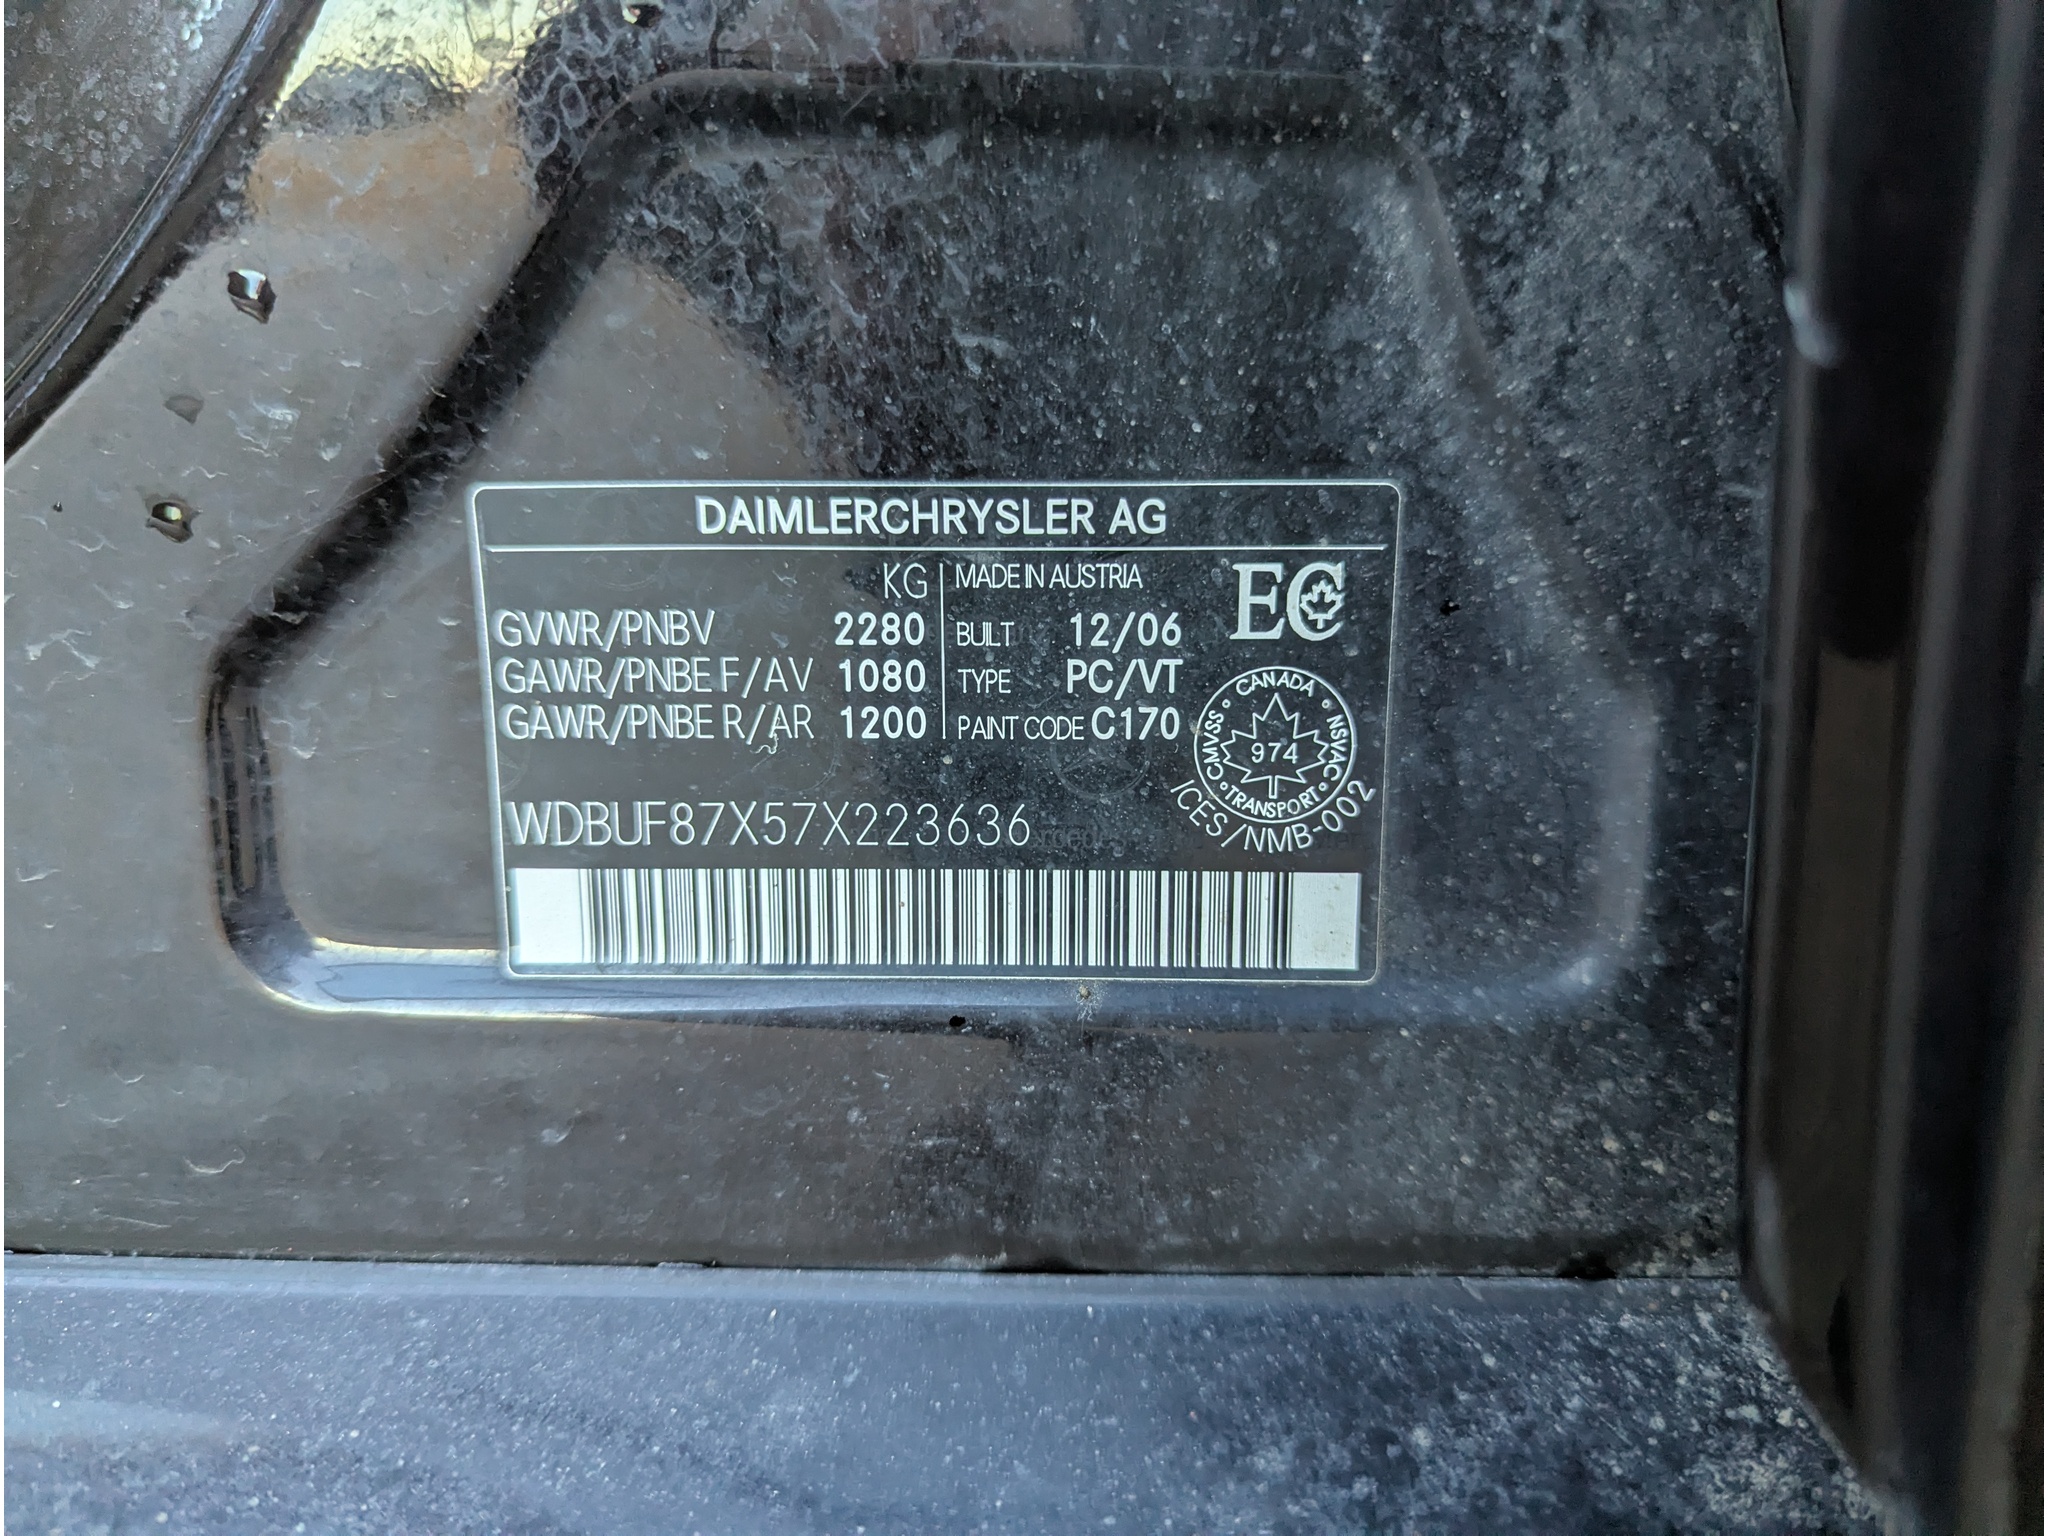 DAIMLERCHRYSLER AG
KG
GVWR/PNBV 2280
GAWR/PNBE F/AV 1080
GAWR/PNBE R/AR 1200
MADE IN AUSTRIA
BUILT 12/06
TYPE PC/VT
PAINT CODE C170
EC
CANADA
NSVAC
TRANSPORT
CMVSS
974
ICES/NMB-002
WDBUF87X57X223636